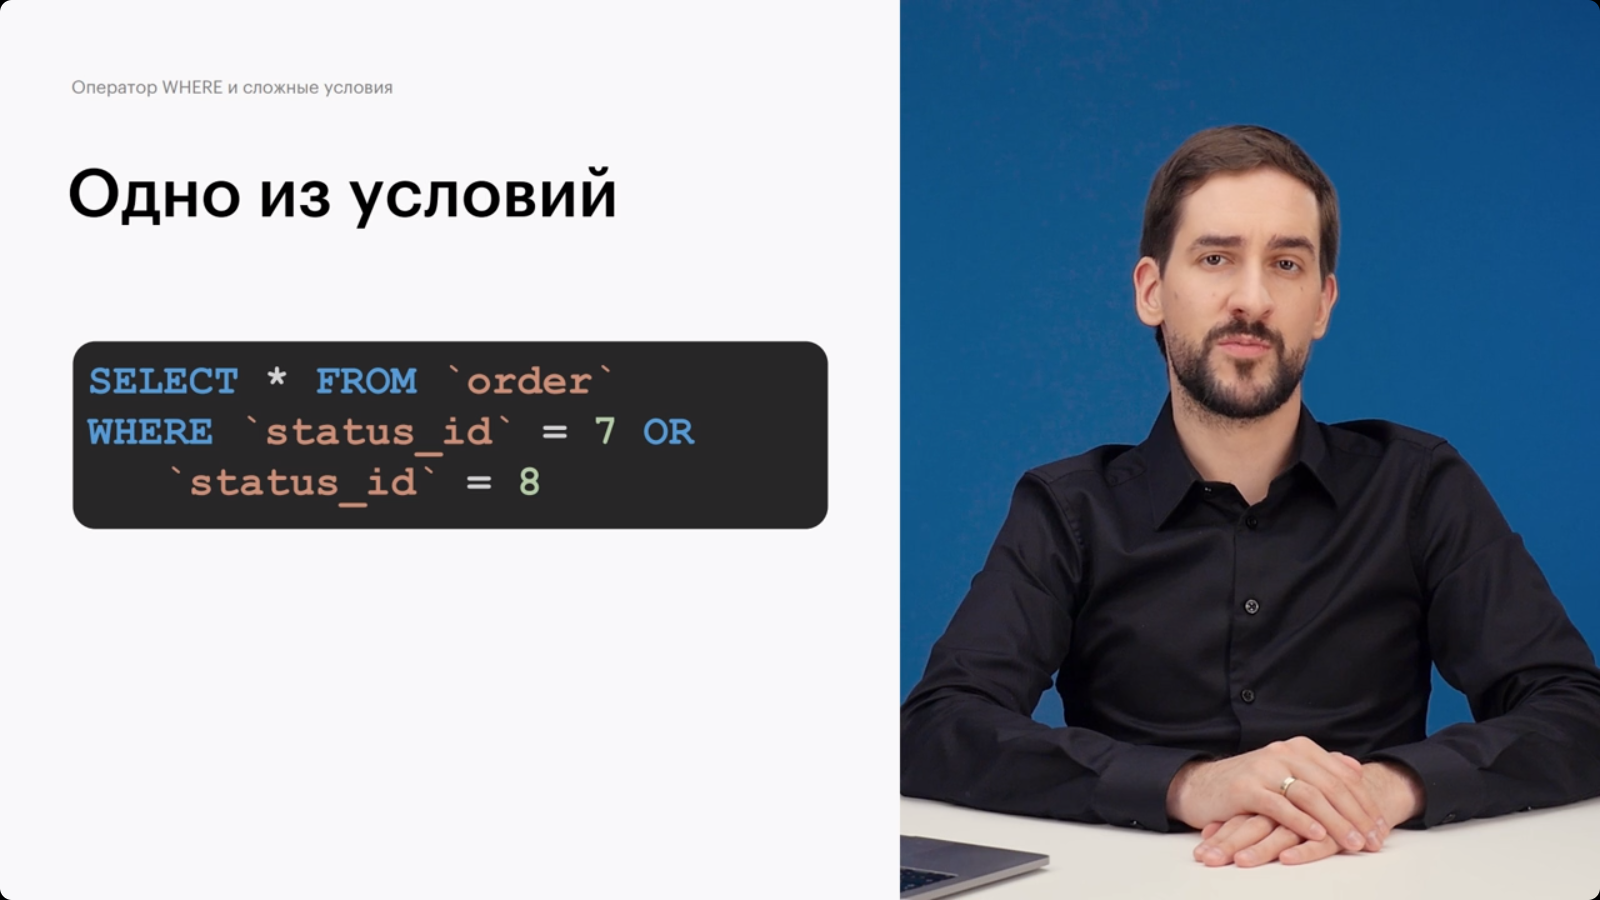 Оператор WHERE и сложные условия
Одно из условий
SELECT * FROM `order`
WHERE `status_id` = 7 OR
`status_id` = 8